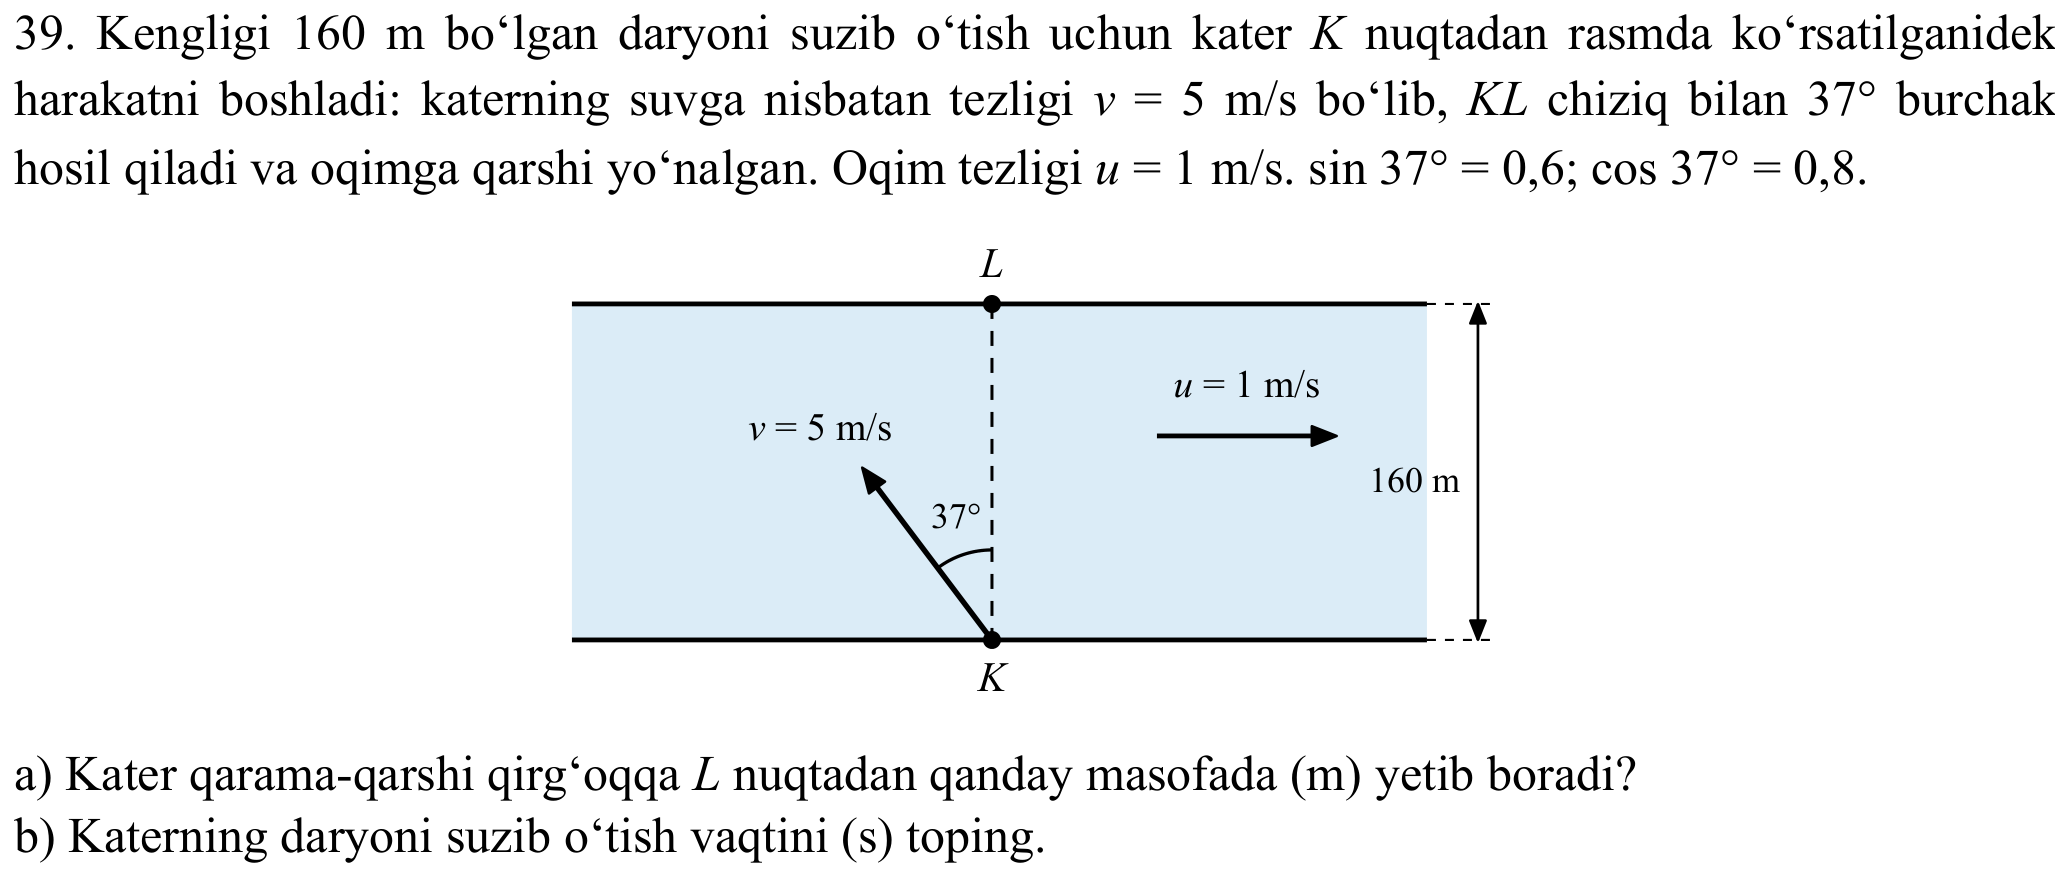 39. Kengligi 160 m bo‘lgan daryoni suzib o‘tish uchun kater K nuqtadan rasmda ko‘rsatilganidek
harakatni boshladi: katerning suvga nisbatan tezligi v = 5 m/s bo‘lib, KL chiziq bilan 37° burchak
hosil qiladi va oqimga qarshi yo‘nalgan. Oqim tezligi u = 1 m/s. sin 37° = 0,6; cos 37° = 0,8.
L
u = 1 m/s
v = 5 m/s
160 m
37°
K
a) Kater qarama-qarshi qirg‘oqqa L nuqtadan qanday masofada (m) yetib boradi?
b) Katerning daryoni suzib o‘tish vaqtini (s) toping.